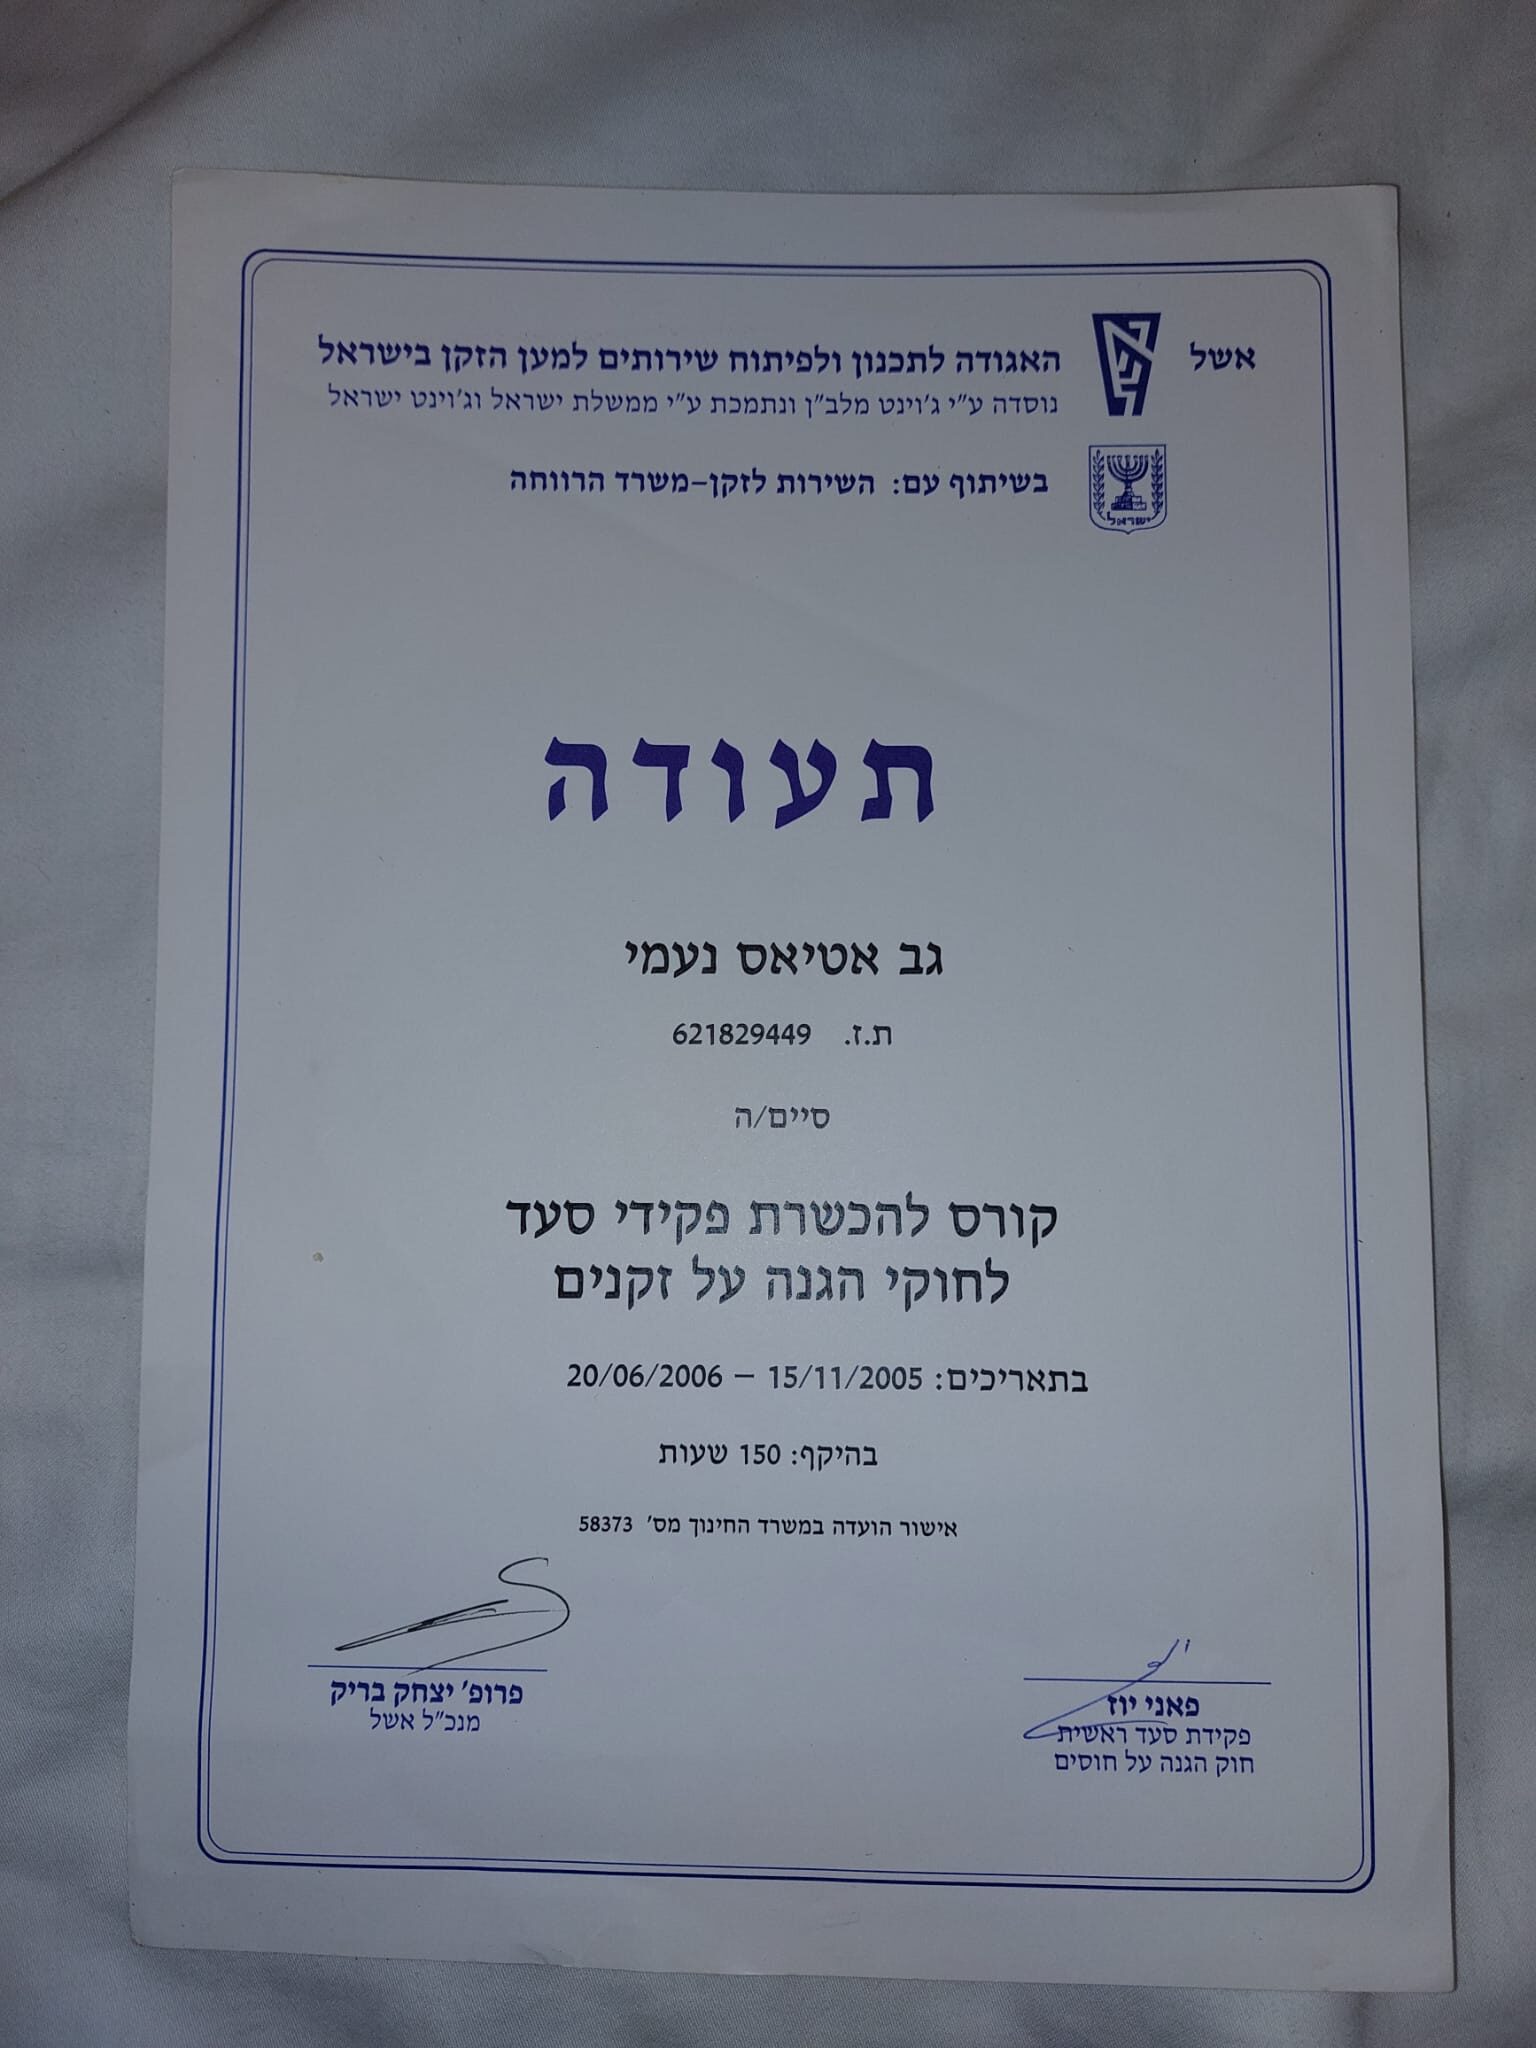 אשל
האגודה לתכנון ולפיתוח שירותים למען הזקן בישראל
נוסדה ע"י ג'וינט מלב"ן ונתמכת ע"י ממשלת ישראל וג'וינט ישראל
ישראל
בשיתוף עם: השירות לזקן-משרד הרווחה
תעודה
גב אטיאס נעמי
ת.ז. 621829449
סיים/ה
קורס להכשרת פקידי סעד
לחוקי הגנה על זקנים
בתאריכים: 15/11/2005 – 20/06/2006
בהיקף: 150 שעות
אישור הועדה במשרד החינוך מס' 58373
פאני יוז
פקידת סעד ראשית
חוק הגנה על חוסים
פרופ' יצחק בריק
מנכ"ל אשל